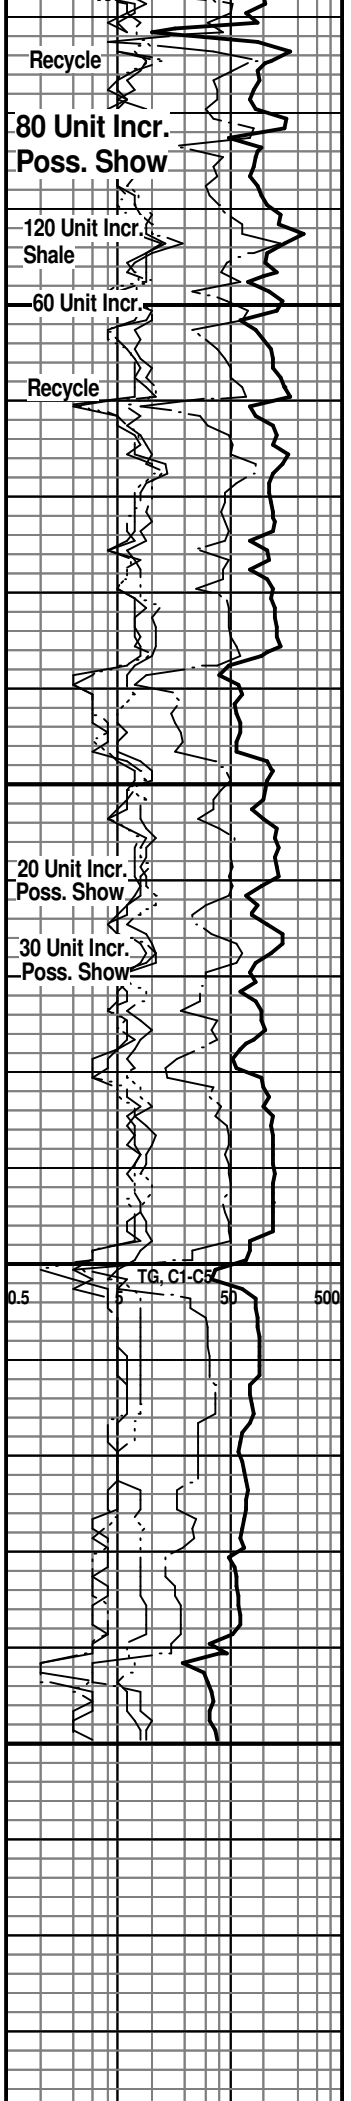 Recycle
80 Unit Incr.
Poss. Show
120 Unit Incr.
Shale
60 Unit Incr.
Recycle
20 Unit Incr.
Poss. Show
30 Unit Incr.
Poss. Show
TG, C1-C5
0.5 5 50 500